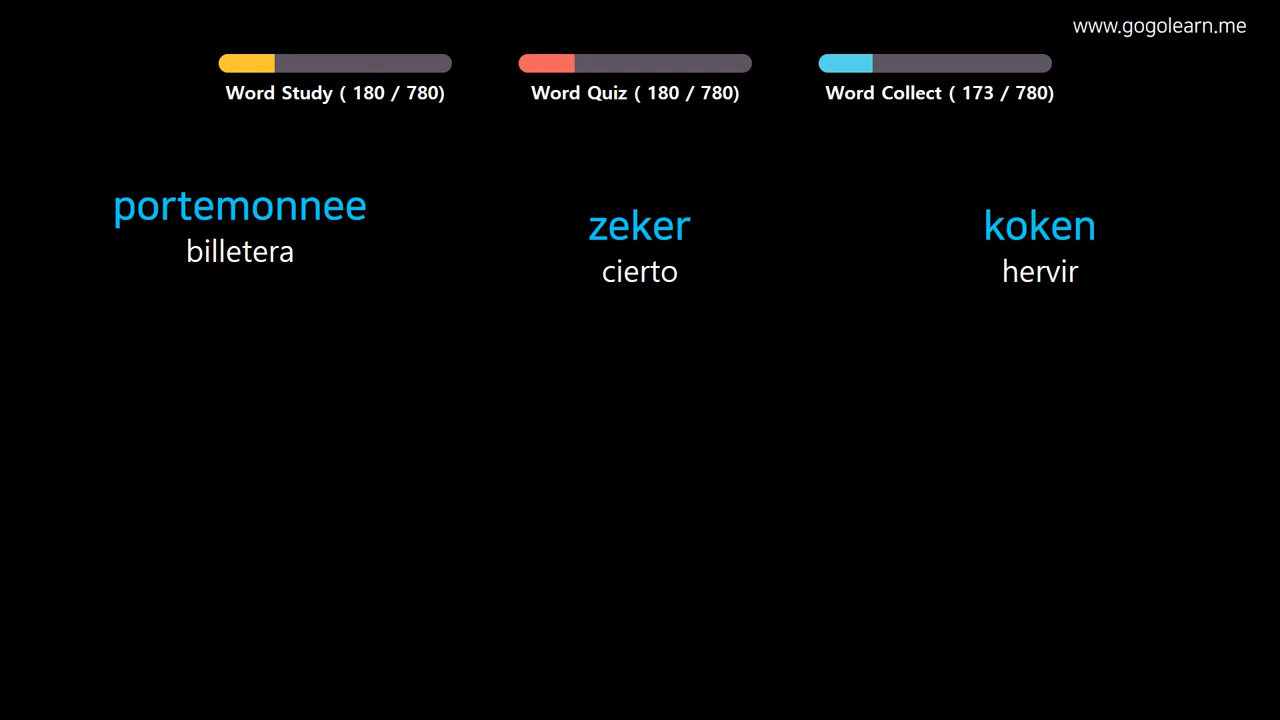 www.gogolearn.me
Word Study ( 180 / 780)
Word Quiz ( 180 / 780)
Word Collect ( 173 / 780)
portemonnee
billetera
zeker
cierto
koken
hervir